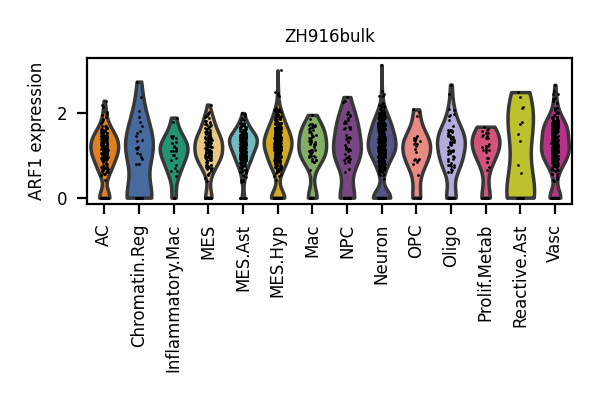 ZH916bulk
ARF1 expression
2
0
AC
Chromatin.Reg
Inflammatory.Mac
MES
MES.Ast
MES.Hyp
Mac
NPC
Neuron
OPC
Oligo
Prolif.Metab
Reactive.Ast
Vasc